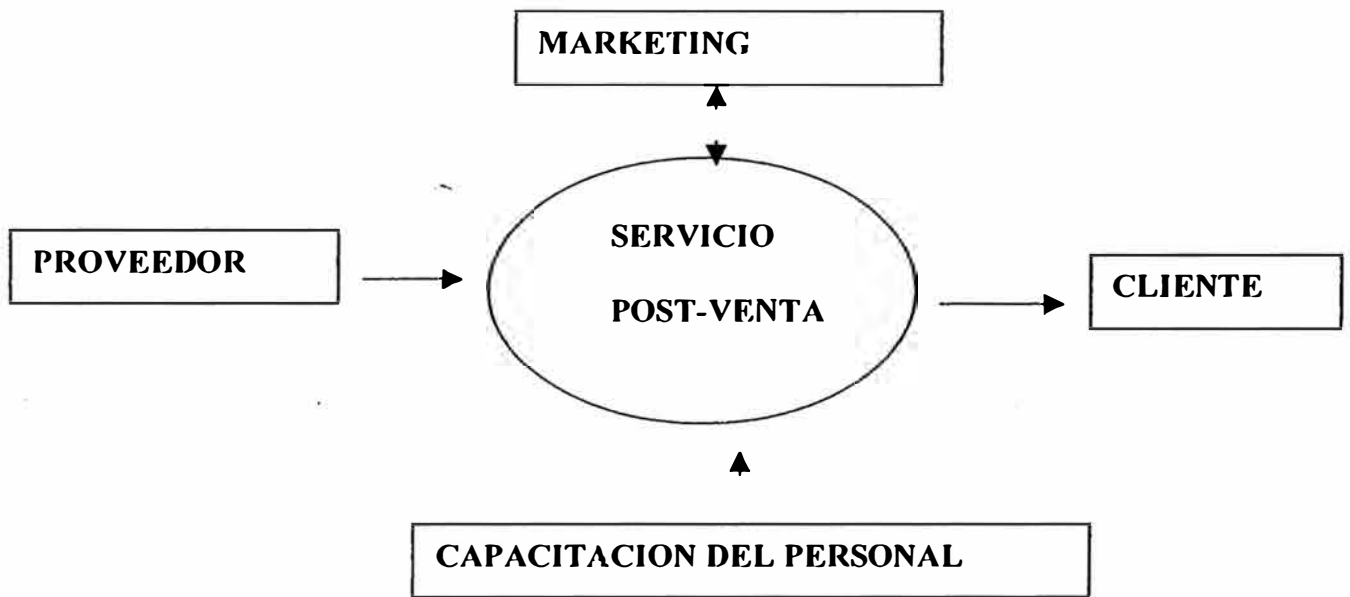 MARKETING
SERVICIO
PROVEEDOR
CLIENTE
POST-VENTA
CAPACITACION DEL PERSONAL